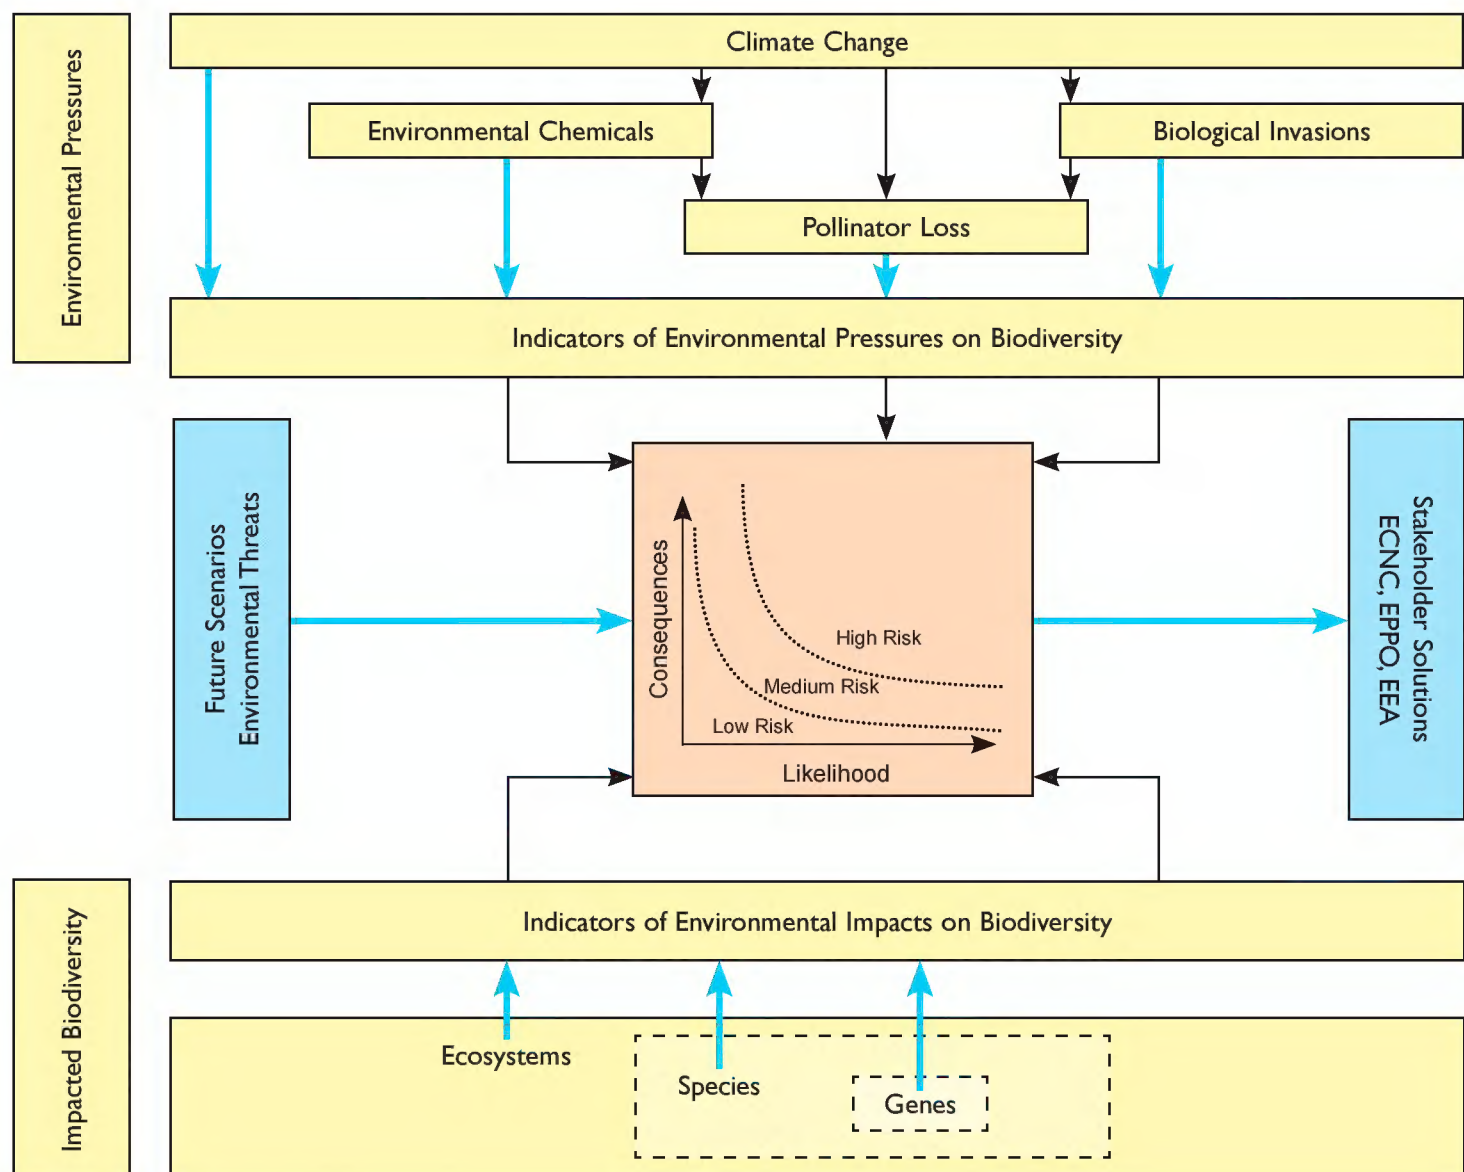 Environmental Pressures
Climate Change
Environmental Chemicals
Biological Invasions
Pollinator Loss
Indicators of Environmental Pressures on Biodiversity
Future Scenarios
Environmental Threats
Consequences
High Risk
Medium Risk
Low Risk
Likelihood
Stakeholder Solutions
ECNC, EPPO, EEA
Impacted Biodiversity
Indicators of Environmental Impacts on Biodiversity
Ecosystems
Species
Genes